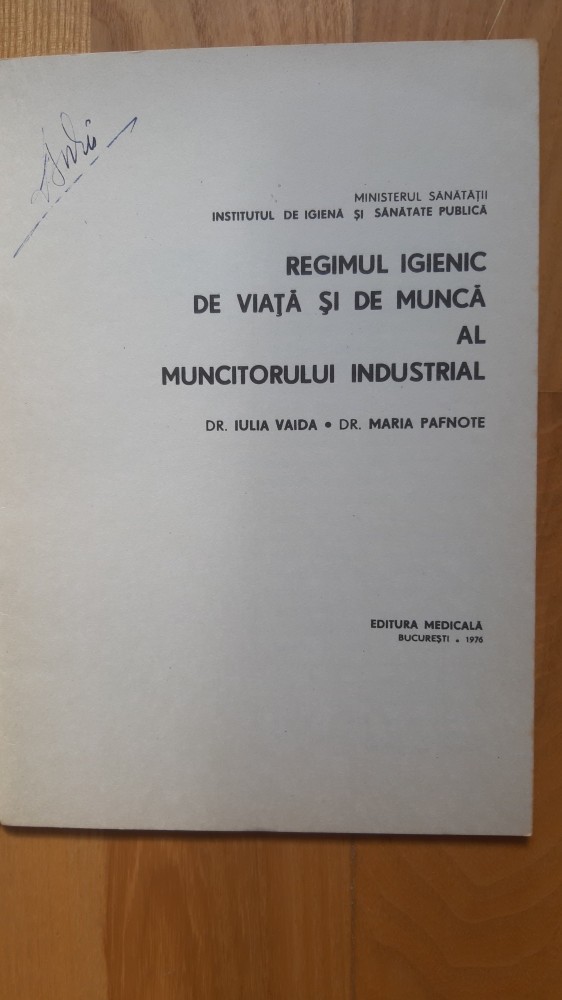 MINISTERUL SĂNĂTĂȚII
INSTITUTUL DE IGIENĂ ȘI SĂNĂTATE PUBLICĂ
REGIMUL IGIENIC
DE VIAȚĂ ȘI DE MUNCĂ
AL
MUNCITORULUI INDUSTRIAL
DR. IULIA VAIDA • DR. MARIA PAFNOTE
EDITURA MEDICALA
BUCUREȘTI • 1976